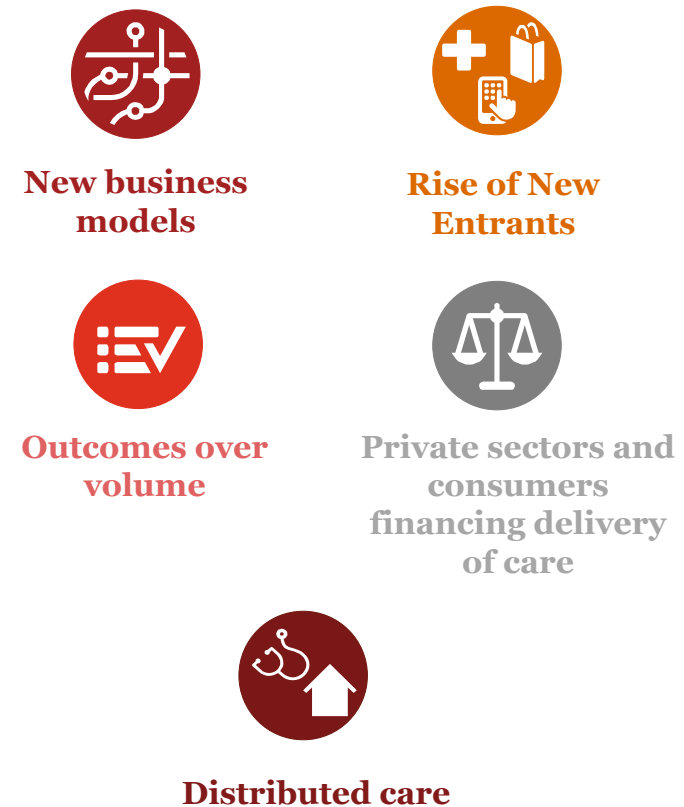 New business
models
Rise of New
Entrants
Outcomes over
volume
Private sectors and
consumers
financing delivery
of care
Distributed care